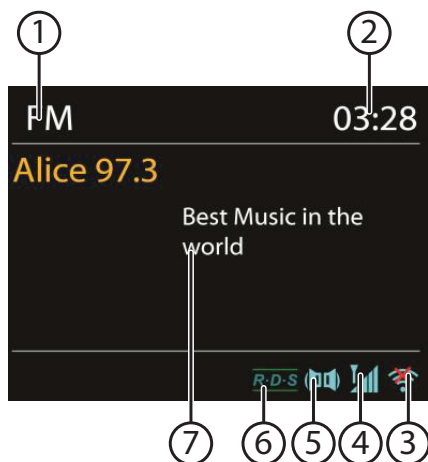 1 2
FM 03:28
Alice 97.3
Best Music in the
world
R·D·S
7 6 5 4 3